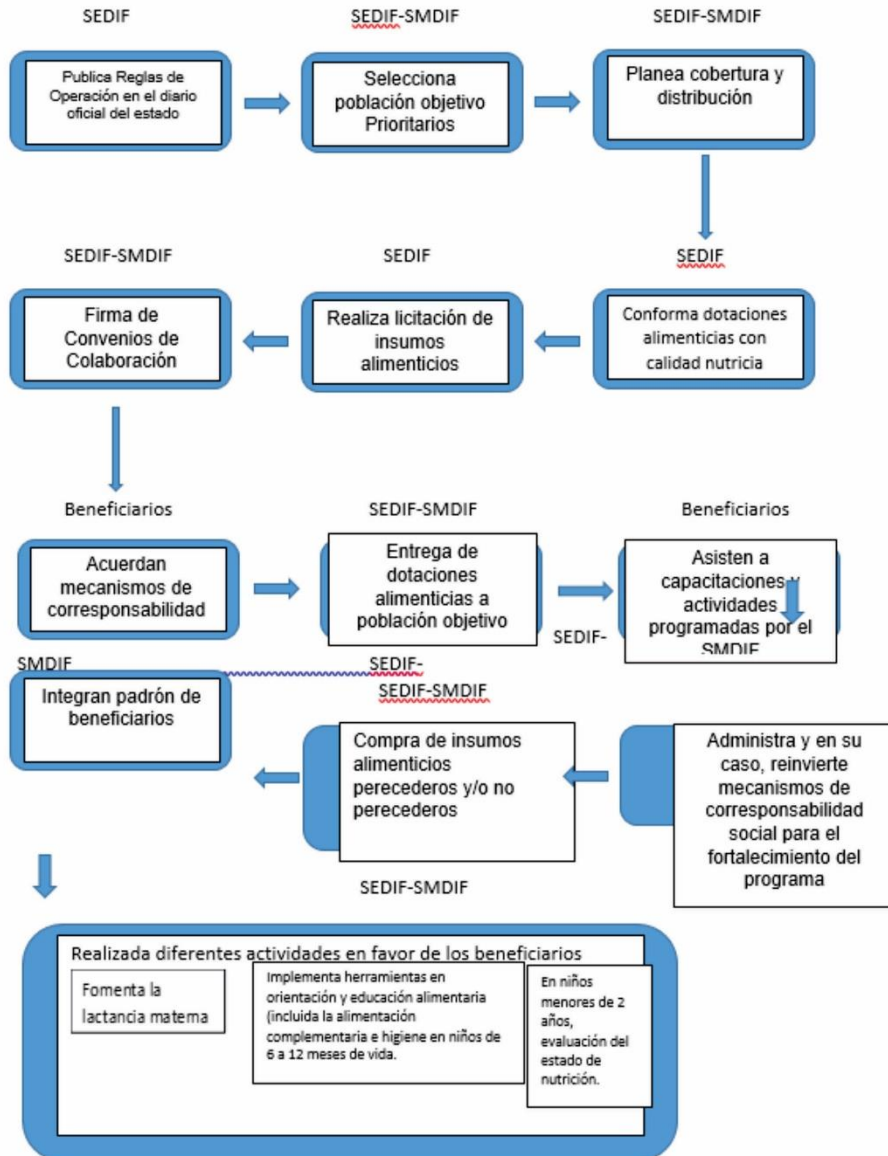 SEDIF
SEDIF-SMDIF
SEDIF-SMDIF
Publica Reglas de
Operación en el diario
oficial del estado
Selecciona
población objetivo
Prioritarios
Planea cobertura y
distribución
SEDIF-SMDIF
SEDIF
SEDIF
Firma de
Convenios de
Colaboración
Realiza licitación de
insumos
alimenticios
Conforma dotaciones
alimenticias con
calidad nutricia
Beneficiarios
SEDIF-SMDIF
Beneficiarios
Acuerdan
mecanismos de
corresponsabilidad
Entrega de
dotaciones
alimenticias a
población objetivo
Asisten a
capacitaciones y
actividades
programadas por el
SMDIF
SEDIF-
SMDIF
SEDIF-
SEDIF-SMDIF
Integran padrón de
beneficiarios
Compra de insumos
alimenticios
perecederos y/o no
perecederos
Administra y en su
caso, reinvierte
mecanismos de
corresponsabilidad
social para el
fortalecimiento del
programa
SEDIF-SMDIF
Realizada diferentes actividades en favor de los beneficiarios
Fomenta la
lactancia materna
Implementa herramientas en
orientación y educación alimentaria
(incluida la alimentación
complementaria e higiene en niños de
6 a 12 meses de vida.
En niños
menores de 2
años,
evaluación del
estado de
nutrición.